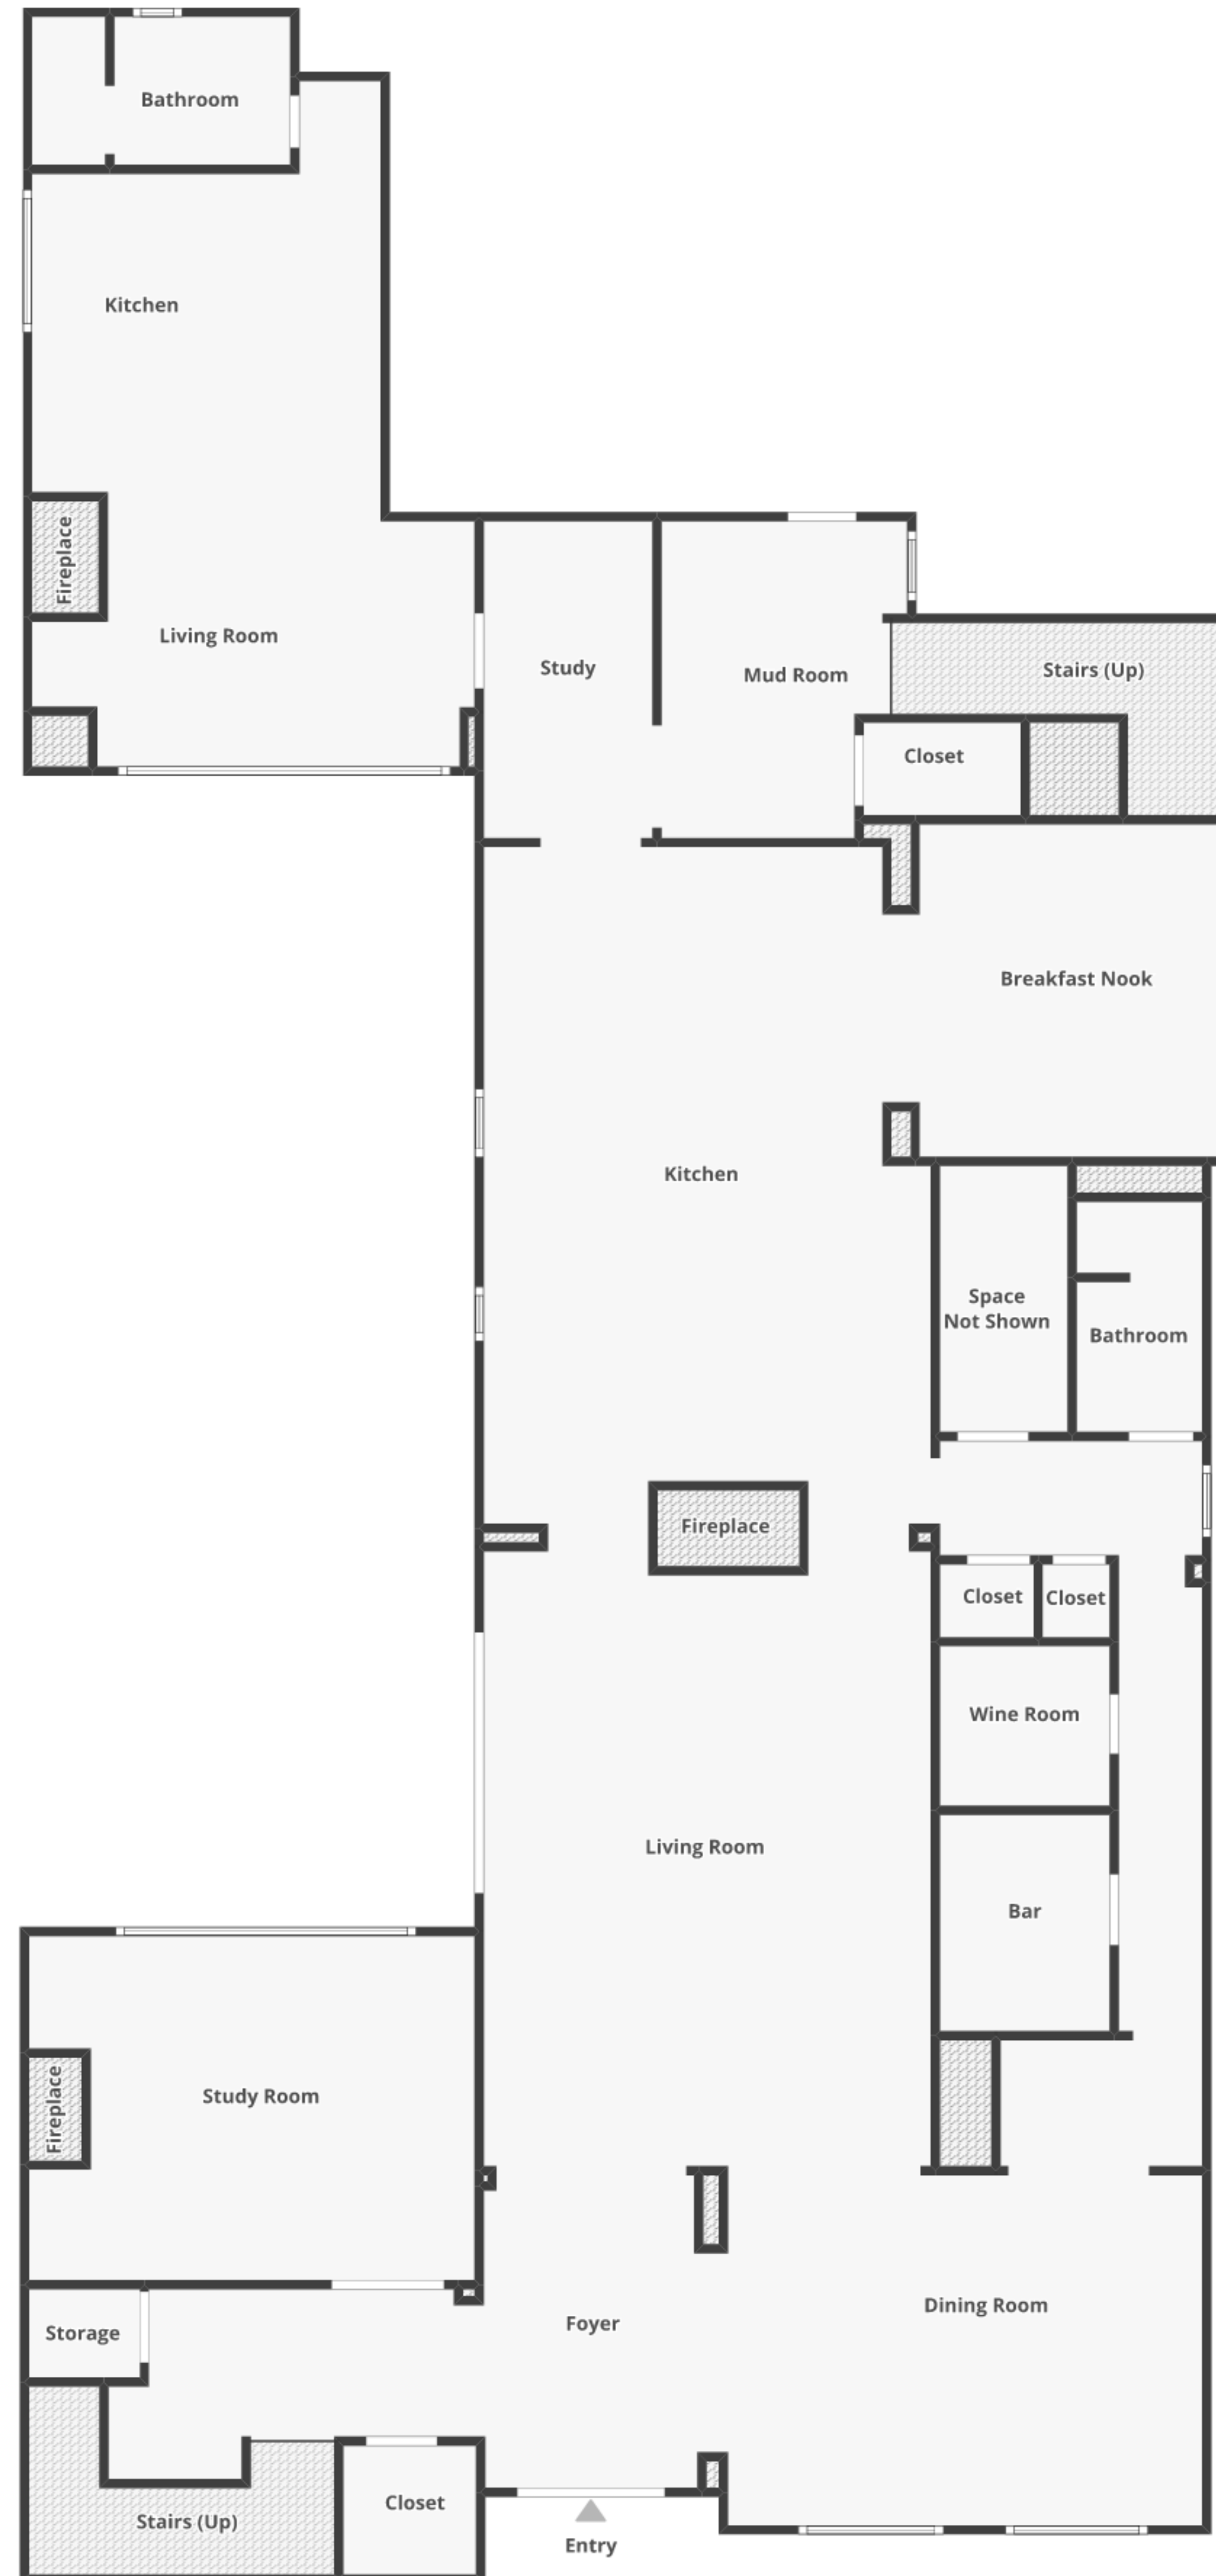 Bathroom
Kitchen
Fireplace
Living Room
Study
Mud Room
Stairs (Up)
Closet
Breakfast Nook
Kitchen
Space
Not Shown
Bathroom
Fireplace
Closet
Closet
Wine Room
Living Room
Bar
Fireplace
Study Room
Dining Room
Foyer
Storage
Closet
Stairs (Up)
Entry